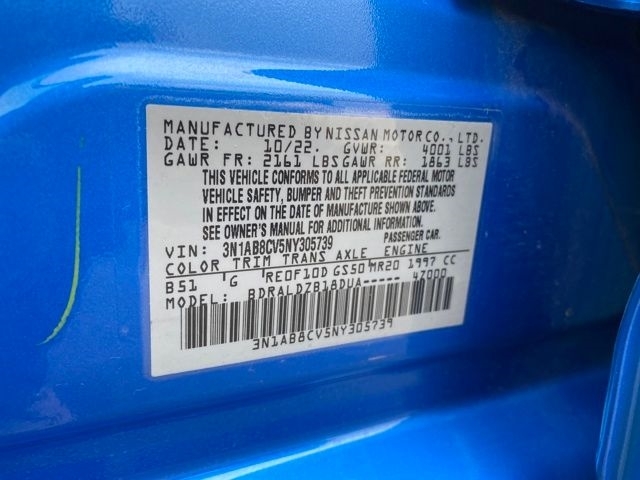 MANUFACTURED BY NISSAN MOTOR CO., LTD.
DATE: 10/22. GVWR: 4001 LBS
GAWR FR: 2161 LBS GAWR RR: 1863 LBS
THIS VEHICLE CONFORMS TO ALL APPLICABLE FEDERAL MOTOR
VEHICLE SAFETY, BUMPER AND THEFT PREVENTION STANDARDS
IN EFFECT ON THE DATE OF MANUFACTURE SHOWN ABOVE.
SEE OWNER'S MANUAL FOR ADDITIONAL INFORMATION.
VIN: 3N1AB8CV5NY305739 PASSENGER CAR.
COLOR TRIM TRANS AXLE ENGINE
B51 G RE0F10D GS50 MR20 1997 CC
MODEL: BDRALDZB18DUA----- 47000
3N1AB8CV5NY305739